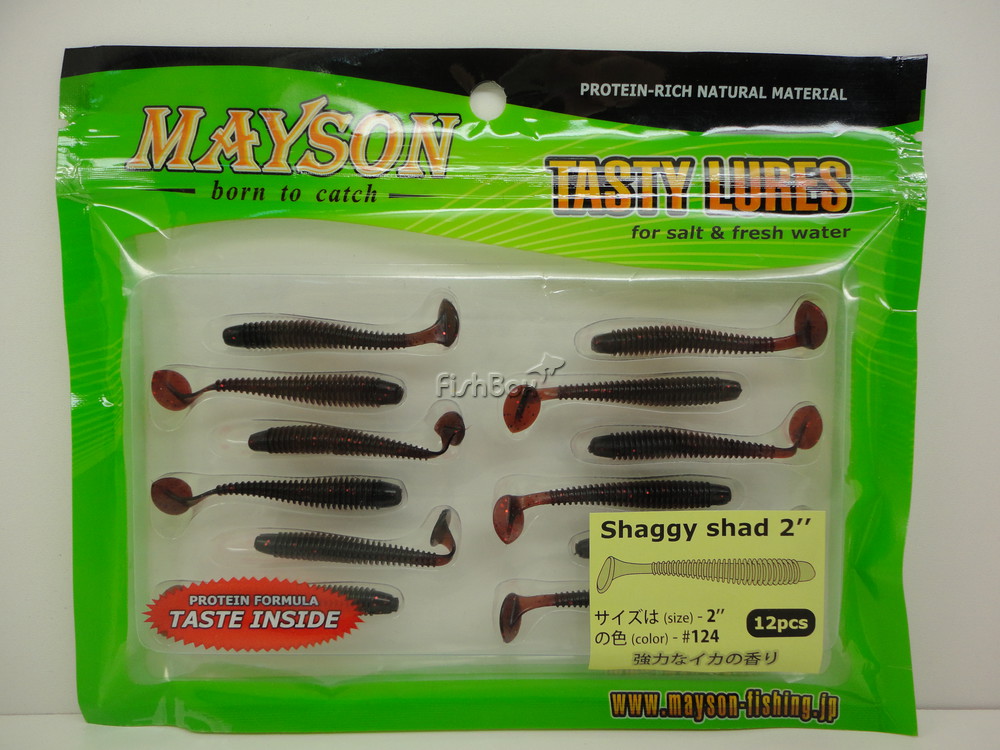 PROTEIN-RICH NATURAL MATERIAL
MAYSON
born to catch
TASTY LURES
for salt & fresh water
FishBoy
Shaggy shad 2’’
サイズは (size) - 2’’
の色 (color) - #124
12pcs
強力なイカの香り
PROTEIN FORMULA
TASTE INSIDE
www.mayson-fishing.jp